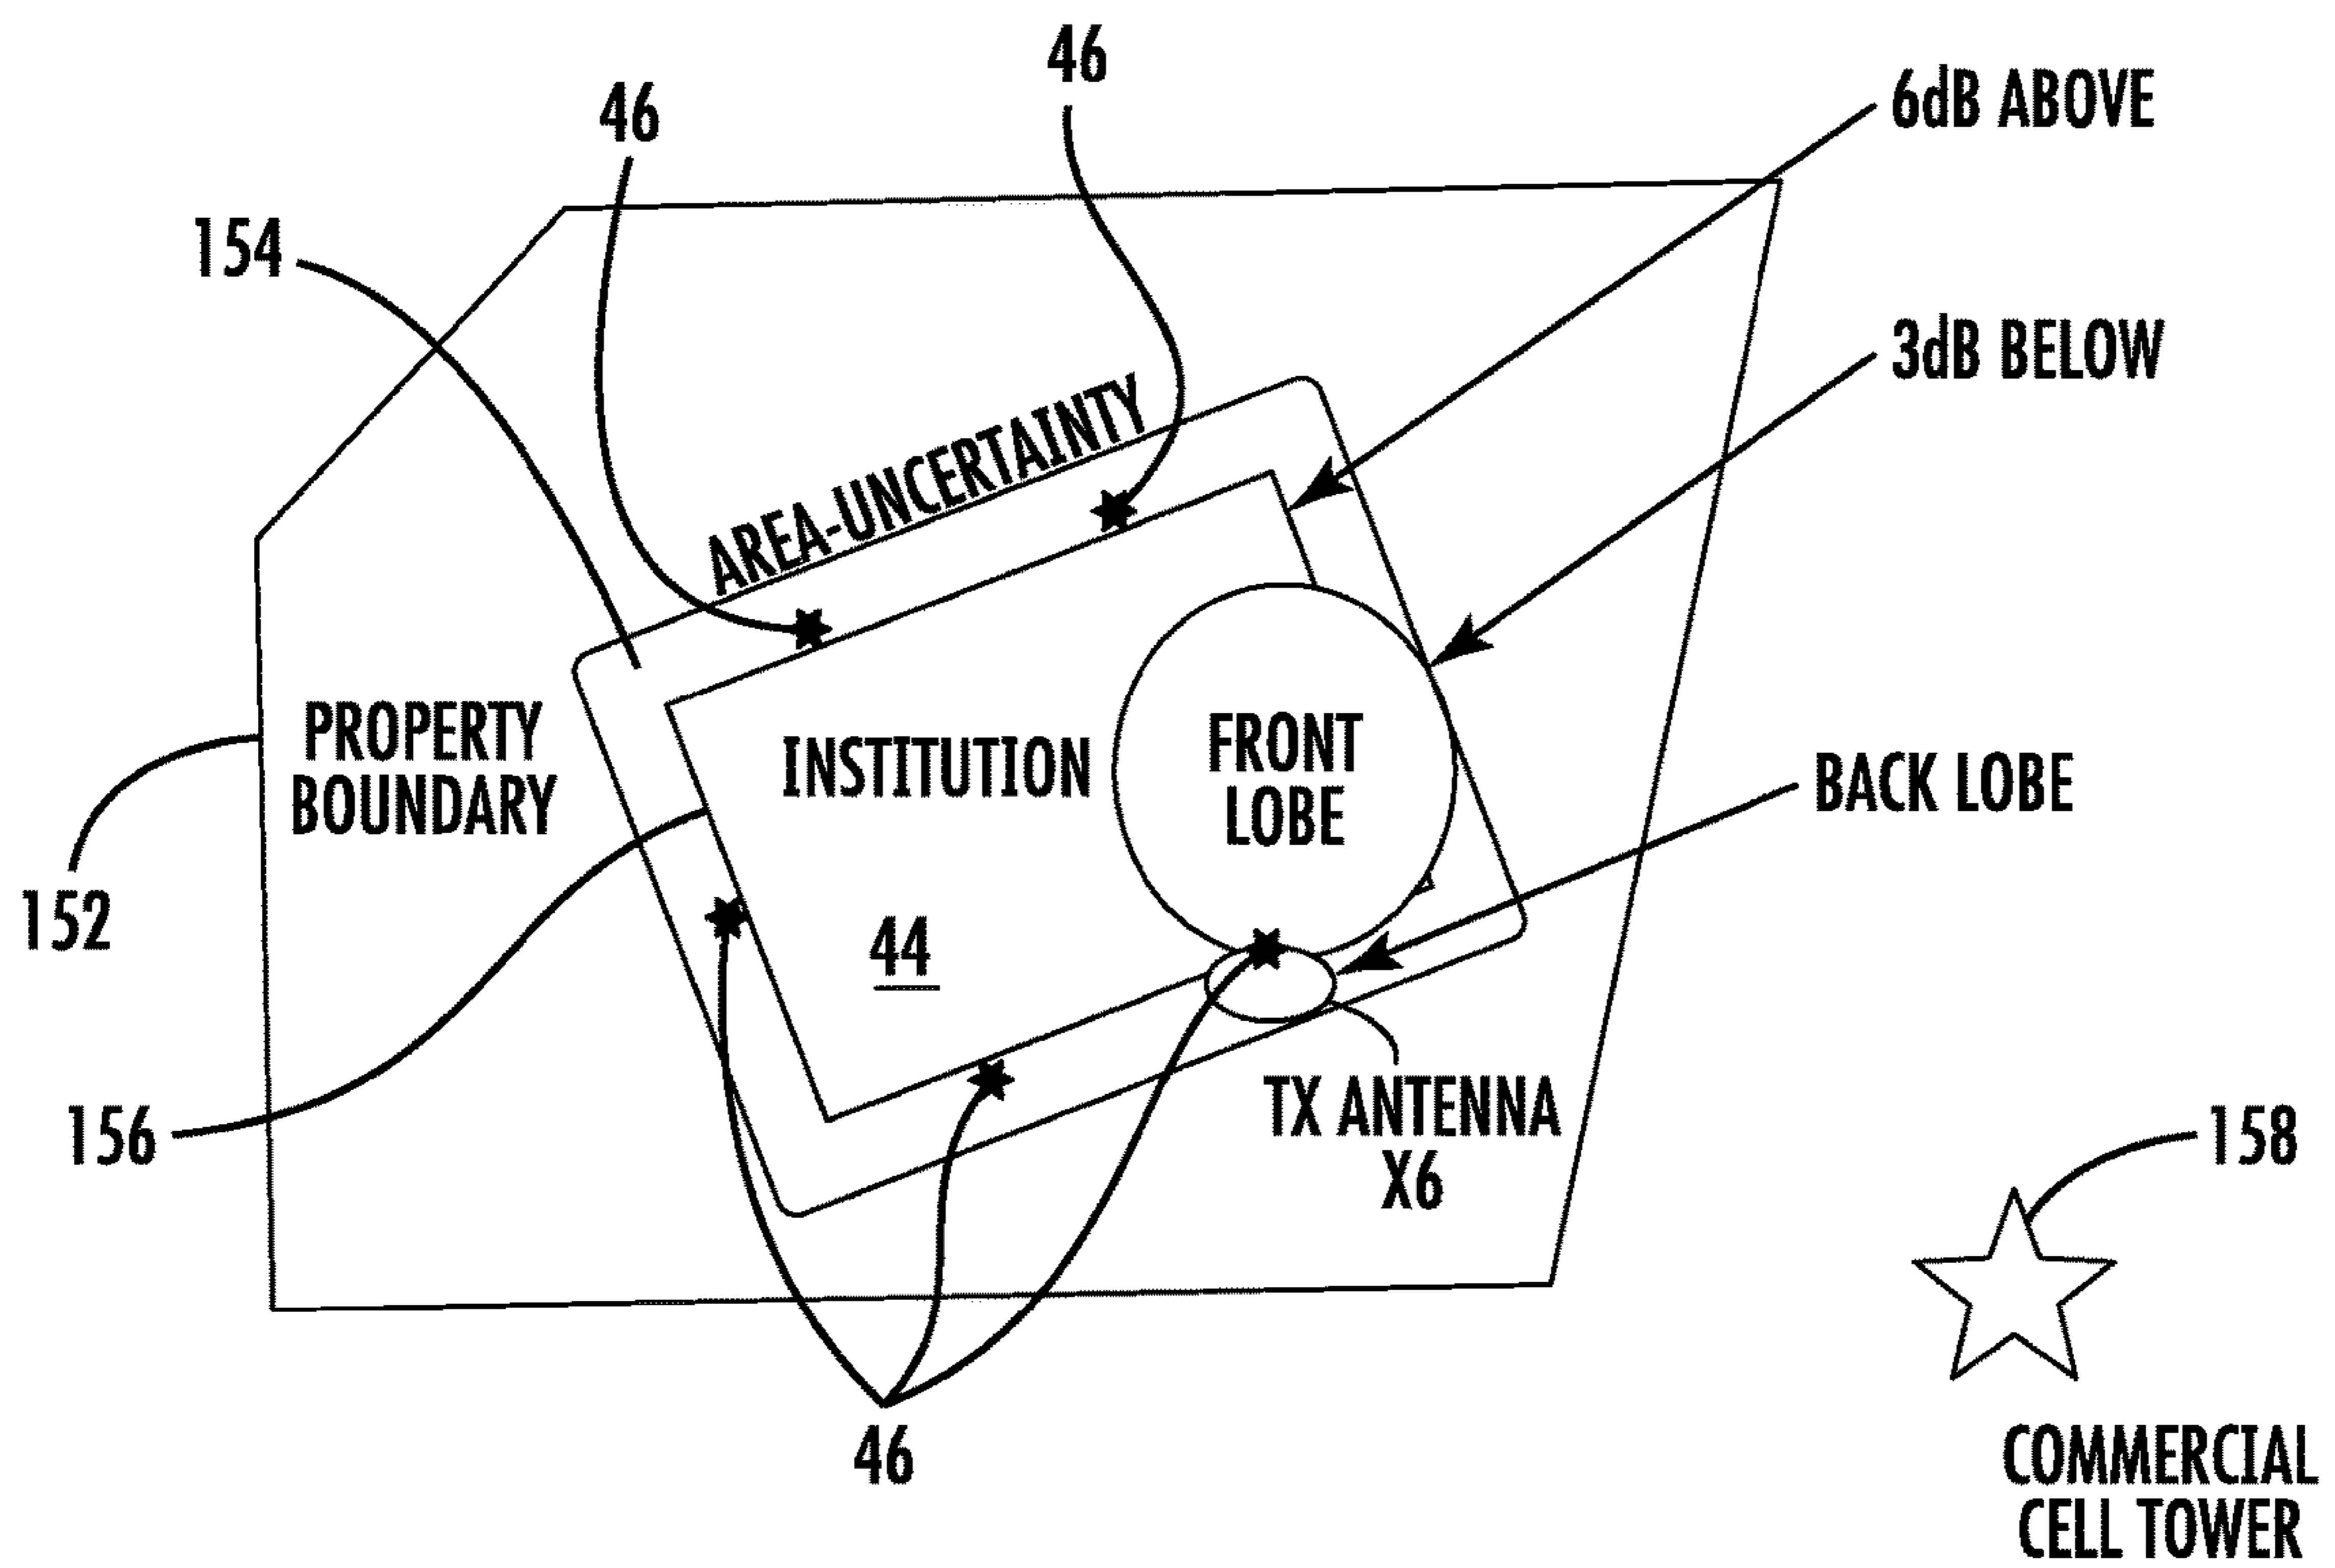 46
46
6dB ABOVE
154
3dB BELOW
AREA-UNCERTAINTY
PROPERTY
BOUNDARY
INSTITUTION
FRONT
LOBE
BACK LOBE
152
44
156
TX ANTENNA
X6
158
46
COMMERCIAL
CELL TOWER